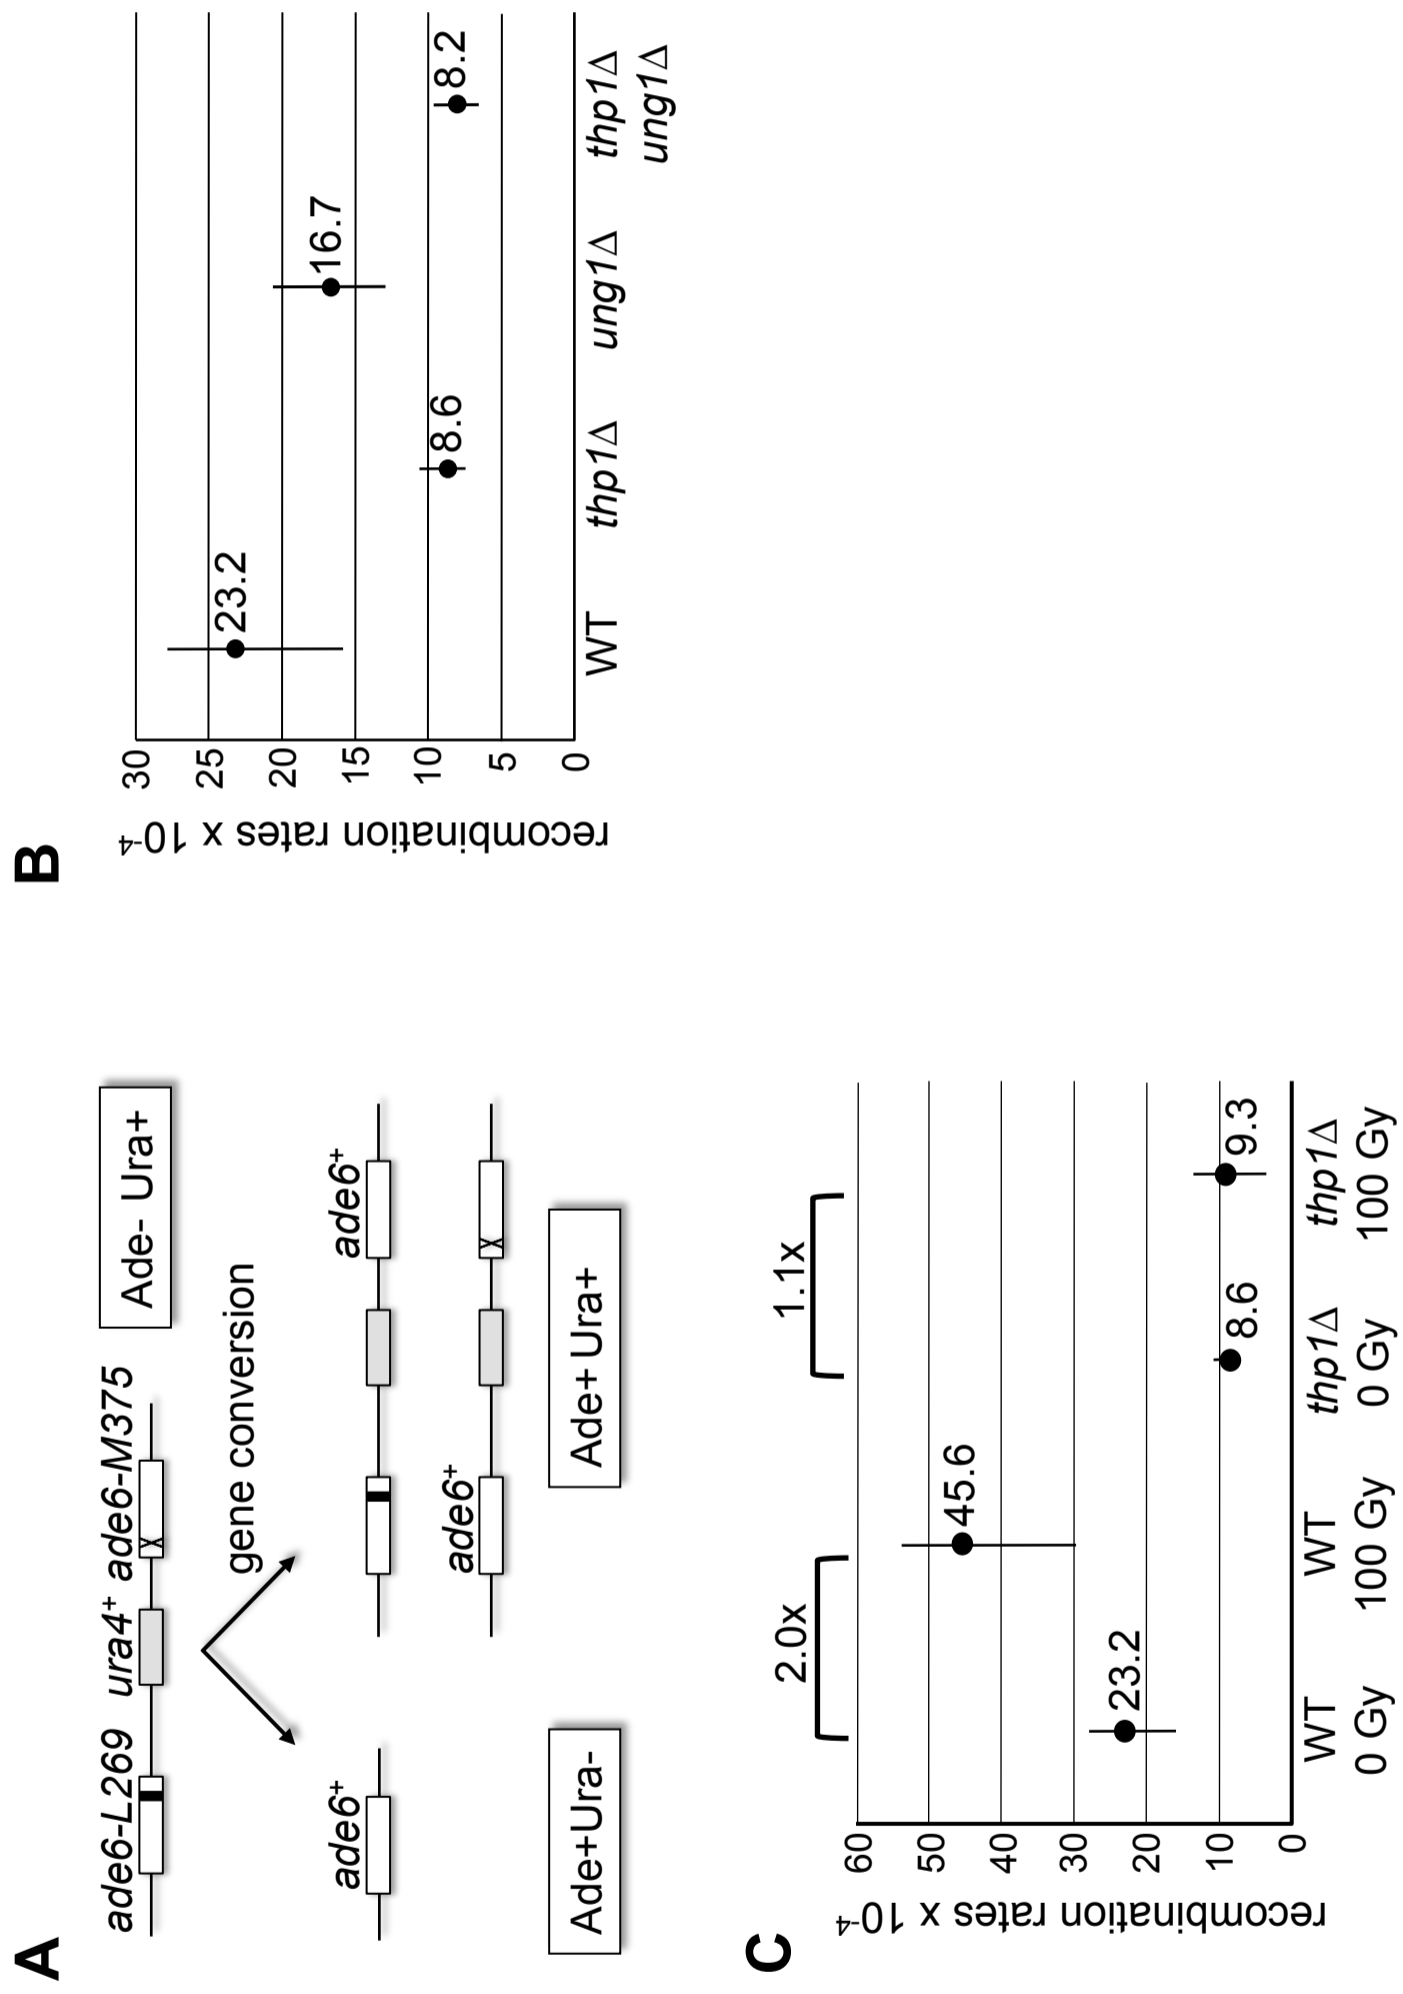 A
ade6-L269 ura4+ ade6-M375
Ade- Ura+
gene conversion
ade6+
ade6+
ade6+
Ade+Ura-
Ade+ Ura+
B
recombination rates x 10-4
30
25
20
15
10
5
0
23.2
8.6
16.7
8.2
WT
thp1Δ
ung1Δ
thp1Δ
ung1Δ
C
recombination rates x 10-4
60
50
40
30
20
10
0
2.0x
1.1x
23.2
45.6
8.6
9.3
WT
0 Gy
WT
100 Gy
thp1Δ
0 Gy
thp1Δ
100 Gy